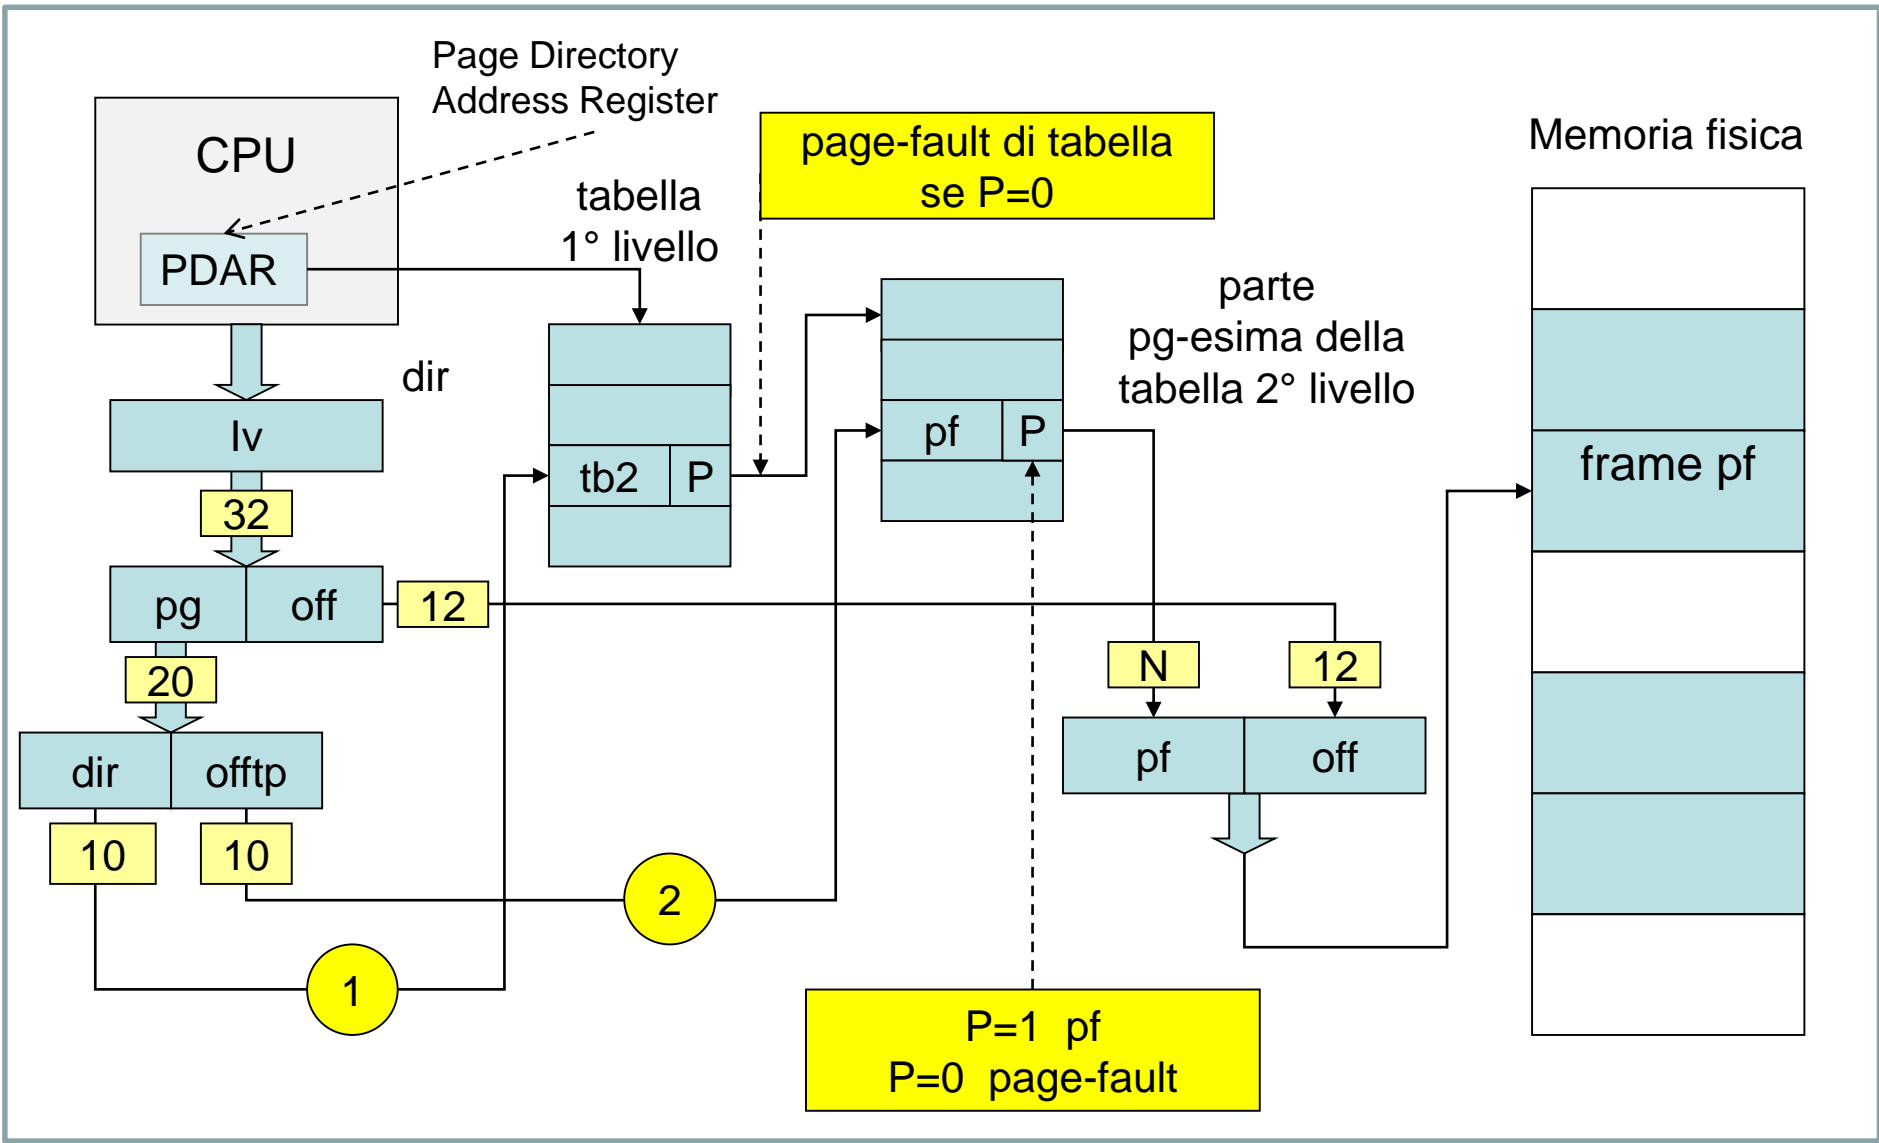 Page Directory
Address Register
CPU
PDAR
tabella
1° livello
page-fault di tabella
se P=0
Memoria fisica
parte
pg-esima della
tabella 2° livello
dir
Iv
32
pg off
12
20
dir offtp
10 10
tb2 P
pf P
frame pf
N 12
pf off
2
1
P=1 pf
P=0 page-fault